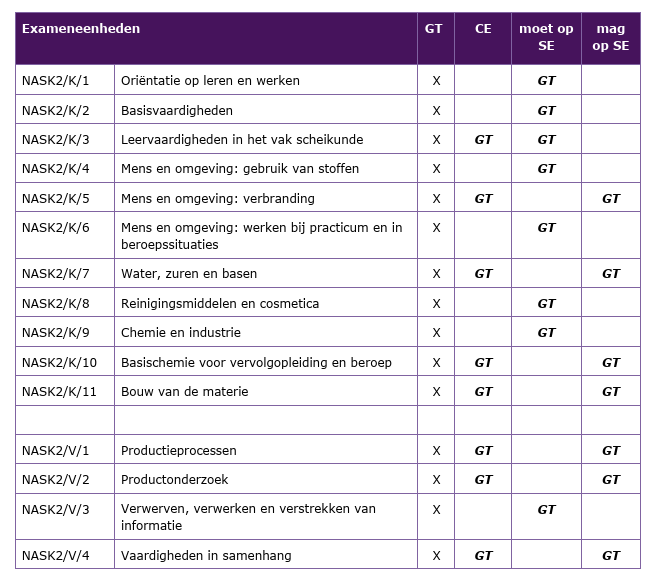 Exameneenheden GT CE moet op SE mag op SE
NASK2/K/1 Oriëntatie op leren en werken X GT
NASK2/K/2 Basisvaardigheden X GT
NASK2/K/3 Leervaardigheden in het vak scheikunde X GT GT
NASK2/K/4 Mens en omgeving: gebruik van stoffen X GT
NASK2/K/5 Mens en omgeving: verbranding X GT GT
NASK2/K/6 Mens en omgeving: werken bij practicum en in X GT
beroepssituaties
NASK2/K/7 Water, zuren en basen X GT GT
NASK2/K/8 Reinigingsmiddelen en cosmetica X GT
NASK2/K/9 Chemie en industrie X GT
NASK2/K/10 Basischemie voor vervolgopleiding en beroep X GT GT
NASK2/K/11 Bouw van de materie X GT GT
NASK2/V/1 Productieprocessen X GT GT
NASK2/V/2 Productonderzoek X GT GT
NASK2/V/3 Verwerven, verwerken en verstrekken van X GT
informatie
NASK2/V/4 Vaardigheden in samenhang X GT GT